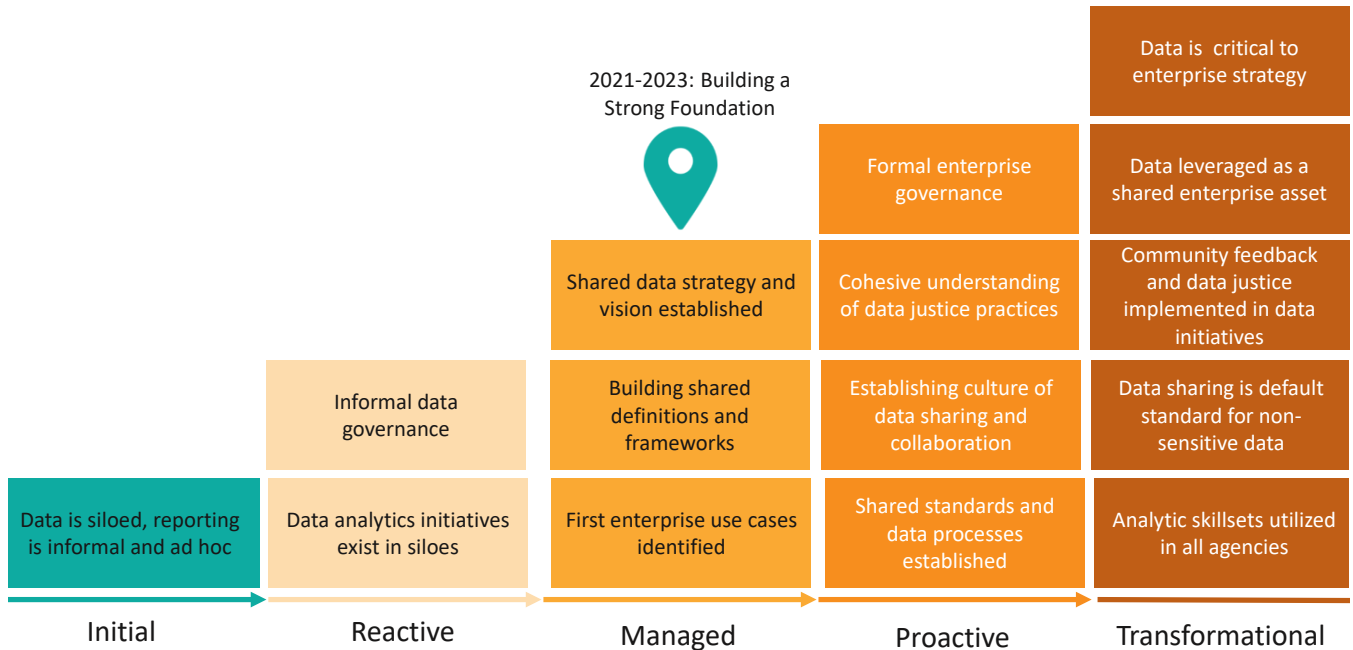 Data is critical to
enterprise strategy
2021-2023: Building a
Strong Foundation
Formal enterprise
governance
Data leveraged as a
shared enterprise asset
Shared data strategy and
vision established
Cohesive understanding
of data justice practices
Community feedback
and data justice
implemented in data
initiatives
Informal data
governance
Building shared
definitions and
frameworks
Establishing culture of
data sharing and
collaboration
Data sharing is default
standard for non-
sensitive data
Data is siloed, reporting
is informal and ad hoc
Data analytics initiatives
exist in siloes
First enterprise use cases
identified
Shared standards and
data processes
established
Analytic skillsets utilized
in all agencies
Initial
Reactive
Managed
Proactive
Transformational